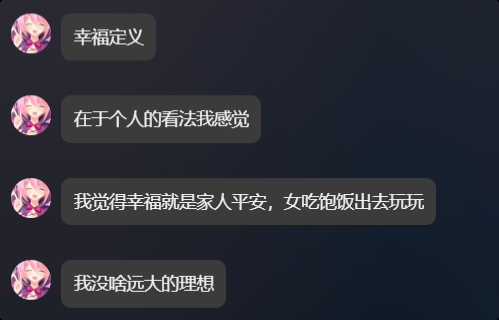 幸福定义
在于个人的看法我感觉
我觉得幸福就是家人平安，女吃饱饭出去玩玩
我没啥远大的理想